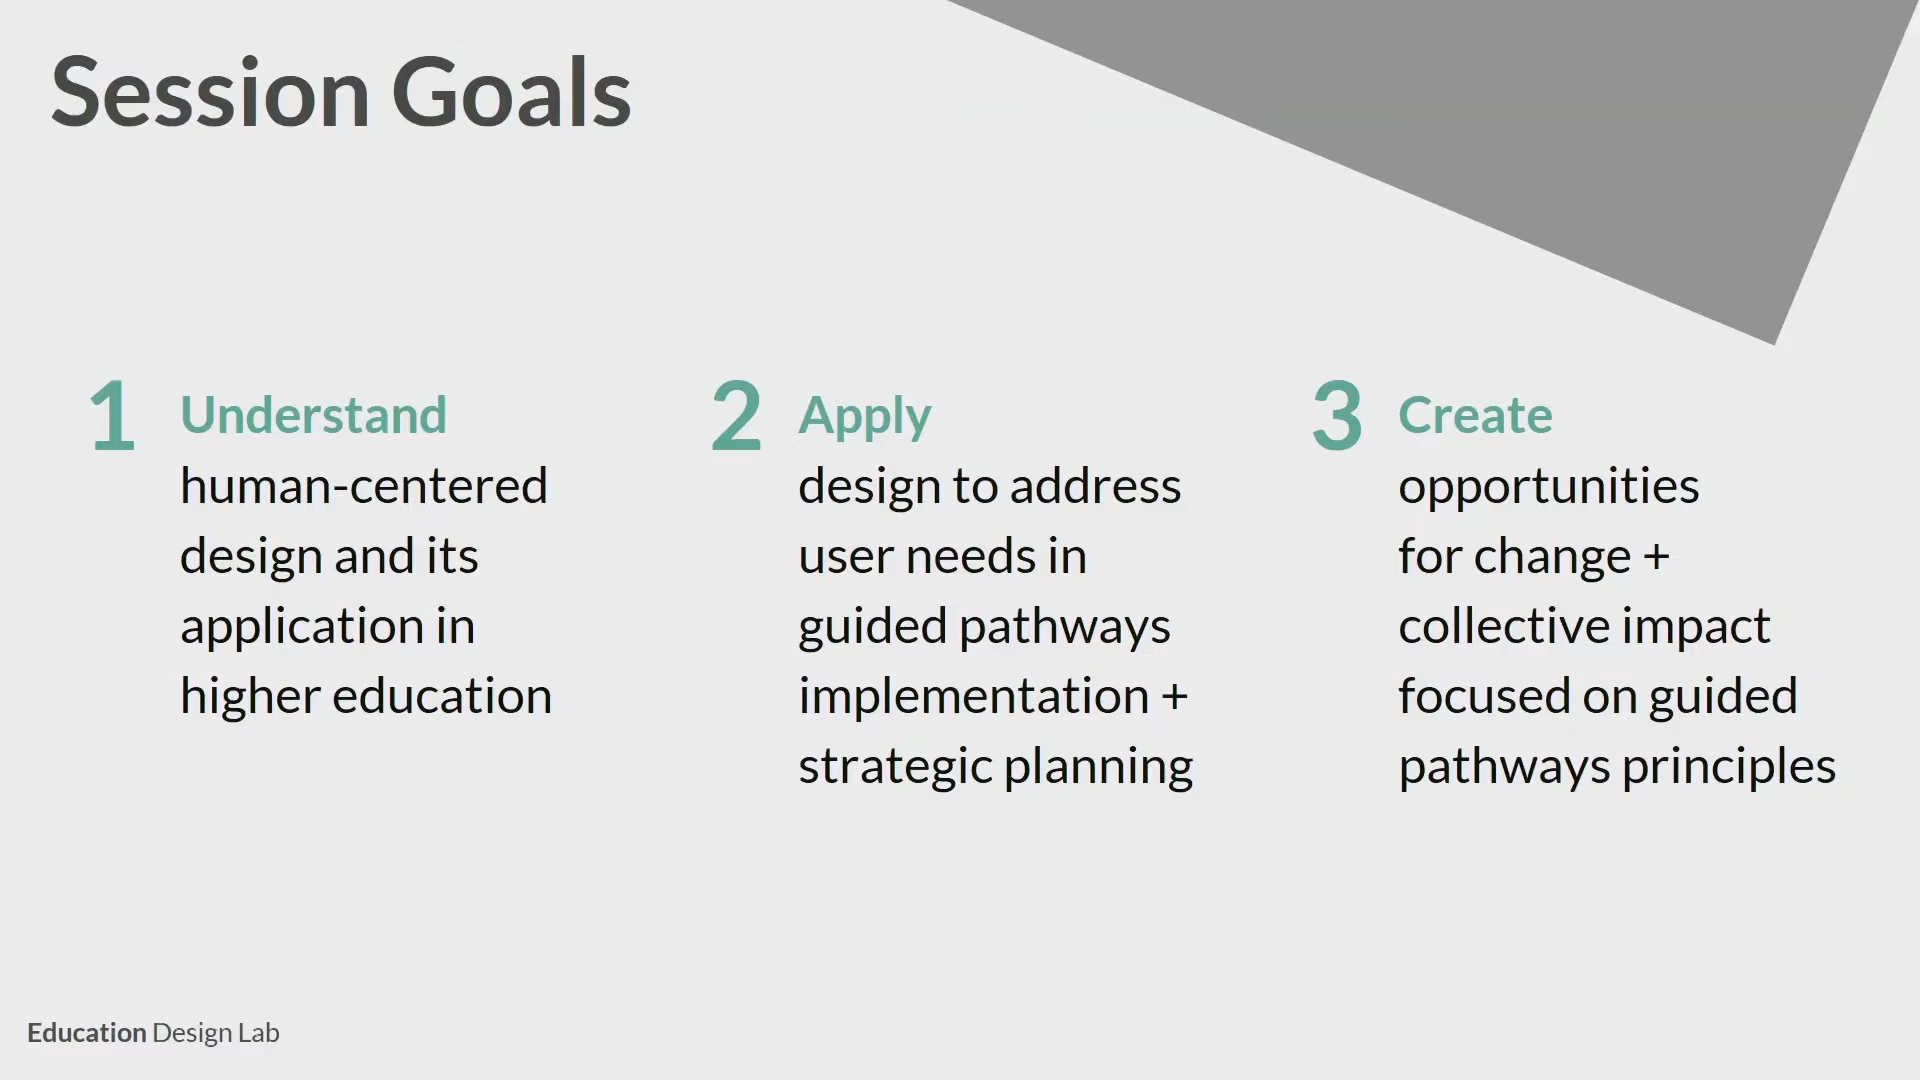 Session Goals
1 Understand
human-centered
design and its
application in
higher education
2 Apply
design to address
user needs in
guided pathways
implementation +
strategic planning
3 Create
opportunities
for change +
collective impact
focused on guided
pathways principles
Education Design Lab